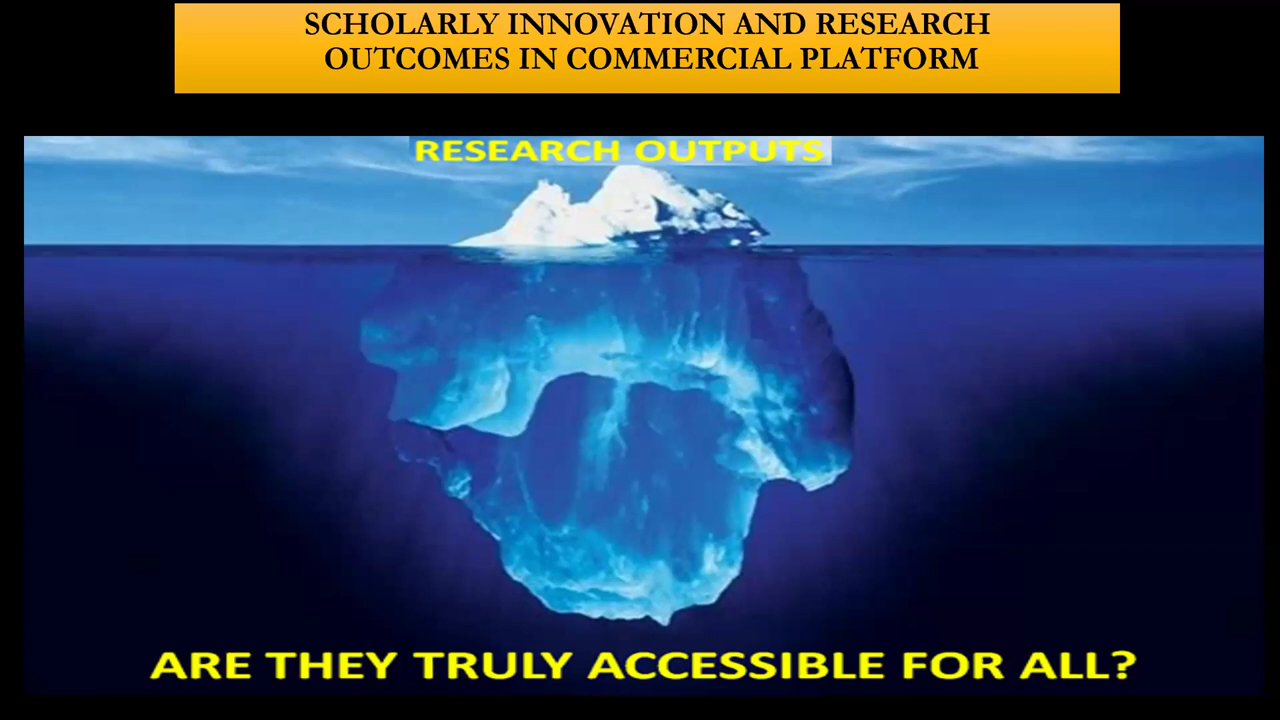 SCHOLARLY INNOVATION AND RESEARCH
OUTCOMES IN COMMERCIAL PLATFORM
RESEARCH OUTPUTS
ARE THEY TRULY ACCESSIBLE FOR ALL?